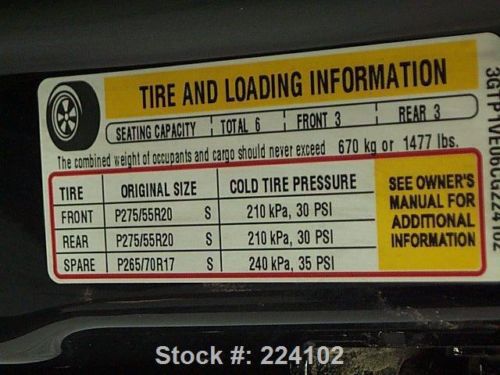 TIRE AND LOADING INFORMATION
SEATING CAPACITY TOTAL 6 FRONT 3 REAR 3
The combined weight of occupants and cargo should never exceed 670 kg or 1477 lbs.
TIRE ORIGINAL SIZE COLD TIRE PRESSURE
FRONT P275/55R20 S 210 kPa, 30 PSI
REAR P275/55R20 S 210 kPa, 30 PSI
SPARE P265/70R17 S 240 kPa, 35 PSI
SEE OWNER'S
MANUAL FOR
ADDITIONAL
INFORMATION
Stock #: 224102